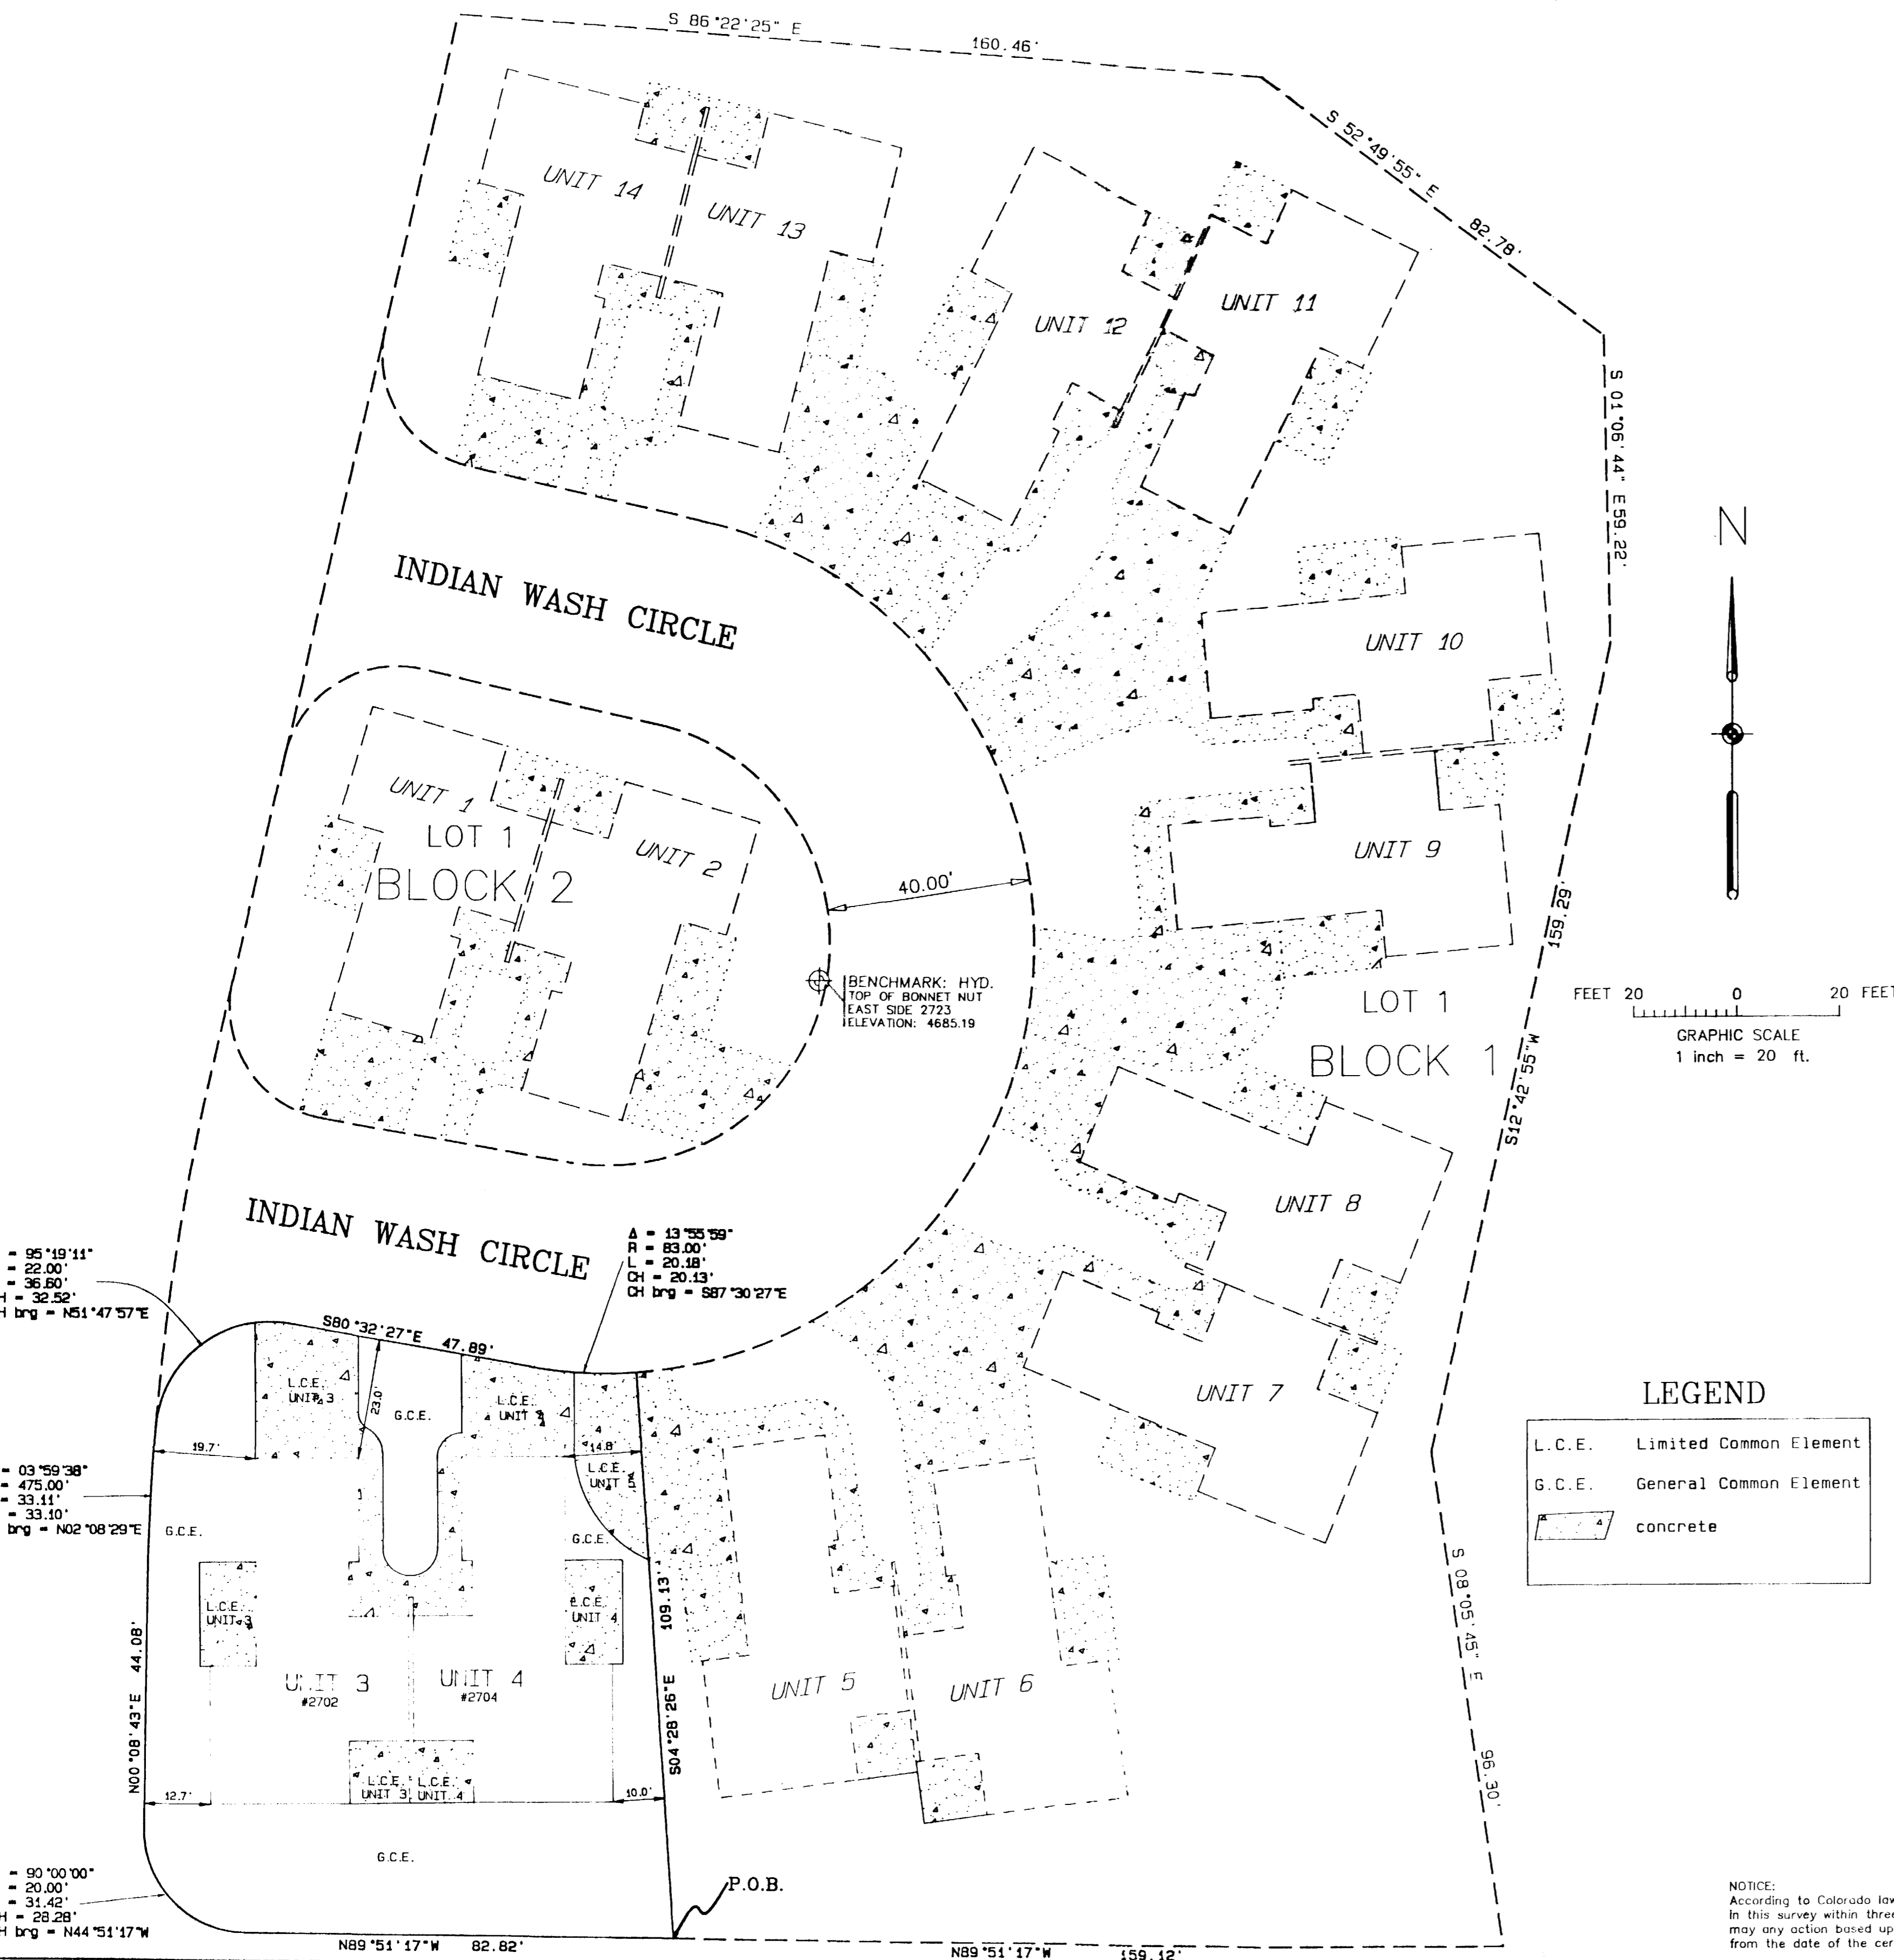 S 86°22'25" E
160.46'
S 52°49'55" E
82.78'
S 01°06'44" E 59.22'
UNIT 14
UNIT 13
UNIT 12
UNIT 11
N
INDIAN WASH CIRCLE
UNIT 10
UNIT 1
LOT 1
UNIT 2
BLOCK 2
40.00'
UNIT 9
159.29'
S12°42'55"W
BENCHMARK: HYD.
TOP OF BONNET NUT
EAST SIDE 2723
ELEVATION: 4685.19
LOT 1
BLOCK 1
FEET 20 0 20 FEET
GRAPHIC SCALE
1 inch = 20 ft.
UNIT 8
INDIAN WASH CIRCLE
= 95°19'11"
= 22.00'
= 36.60'
= 32.52'
brg = N51°47'57"E
Δ = 13°55'59"
R = 83.00'
L = 20.18'
CH = 20.13'
CH brg = S87°30'27"E
S80°32'27"E 47.89'
L.C.E.
UNIT 3
23.0'
G.C.E.
L.C.E.
UNIT
UNIT 7
19.7'
14.8'
L.C.E.
UNIT 5
LEGEND
L.C.E. Limited Common Element
G.C.E. General Common Element
concrete
= 03°59'38"
= 475.00'
= 33.11'
= 33.10'
brg = N02°08'29"E
G.C.E.
G.C.E.
L.C.E.
UNIT 3
L.C.E.
UNIT 4
109.13'
S04°28'26"E
S 08°05'45" E
96.30'
N00°08'43"E 44.08'
UNIT 3
#2702
UNIT 4
#2704
UNIT 5
UNIT 6
L.C.E. L.C.E.
UNIT 3 UNIT 4
12.7'
10.0'
G.C.E.
= 90°00'00"
= 20.00'
= 31.42'
= 28.28'
brg = N44°51'17"W
P.O.B.
N89°51'17"W 82.82'
N89°51'17"W 159.12'
NOTICE:
According to Colorado law
in this survey within three
may any action based up
from the date of the cer